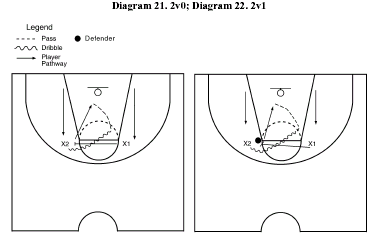 Diagram 21. 2v0; Diagram 22. 2v1
Legend
Pass
Defender
Dribble
Player
Pathway
X2 X1 X2 X1